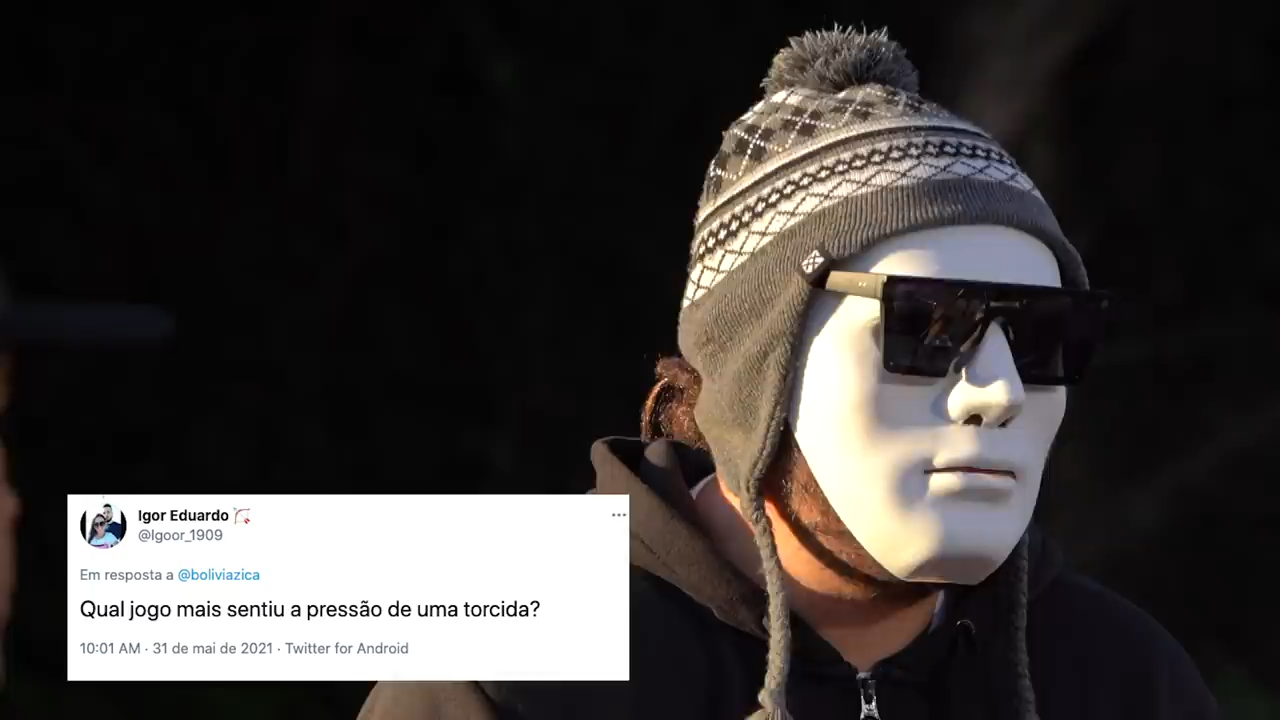 Igor Eduardo
@Igoor_1909
Em resposta a @boliviazica
Qual jogo mais sentiu a pressão de uma torcida?
10:01 AM · 31 de mai de 2021 · Twitter for Android